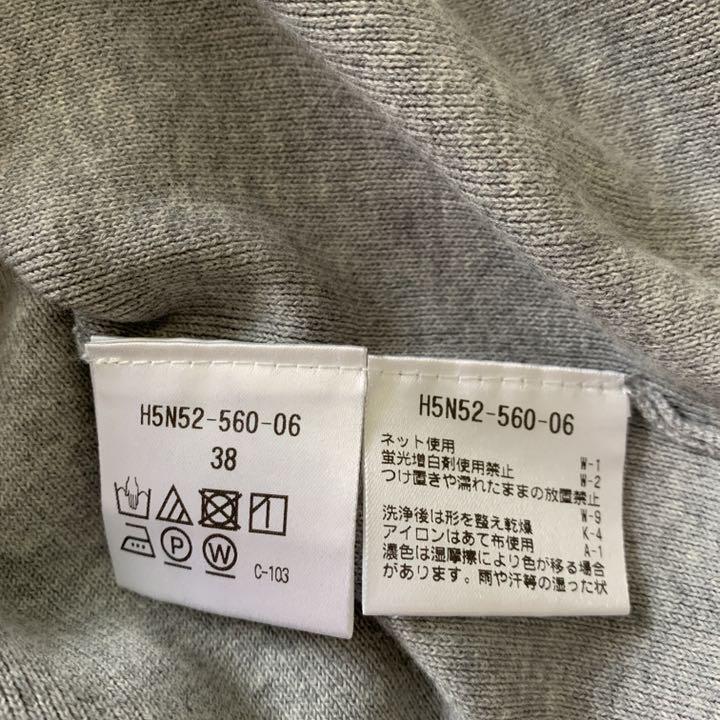 H5N52-560-06
38
P
W
C-103
H5N52-560-06
ネット使用 W-1
蛍光増白剤使用禁止 W-2
つけ置きや濡れたままの放置禁止
W-9
洗浄後は形を整え乾燥 K-4
アイロンはあて布使用 A-1
濃色は湿摩擦により色が移る場合
があります。雨や汗等の湿った状